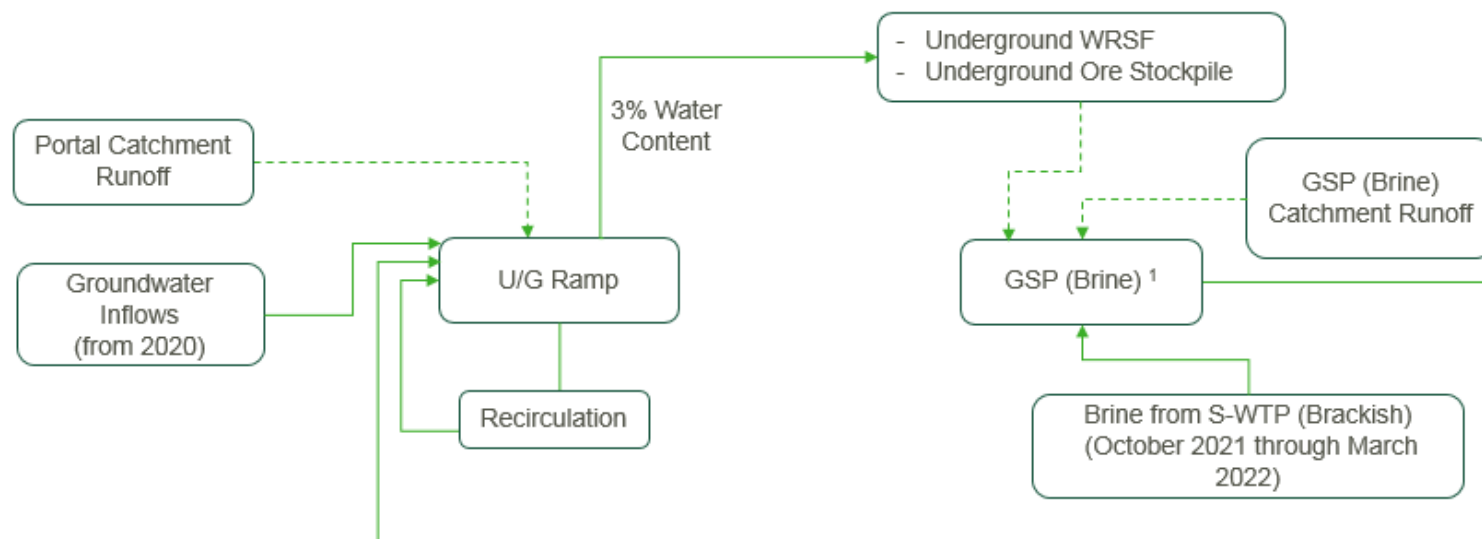 - Underground WRSF
- Underground Ore Stockpile
3% Water
Content
Portal Catchment
Runoff
GSP (Brine)
Catchment Runoff
Groundwater
Inflows
(from 2020)
U/G Ramp
GSP (Brine) ¹
Recirculation
Brine from S-WTP (Brackish)
(October 2021 through March
2022)